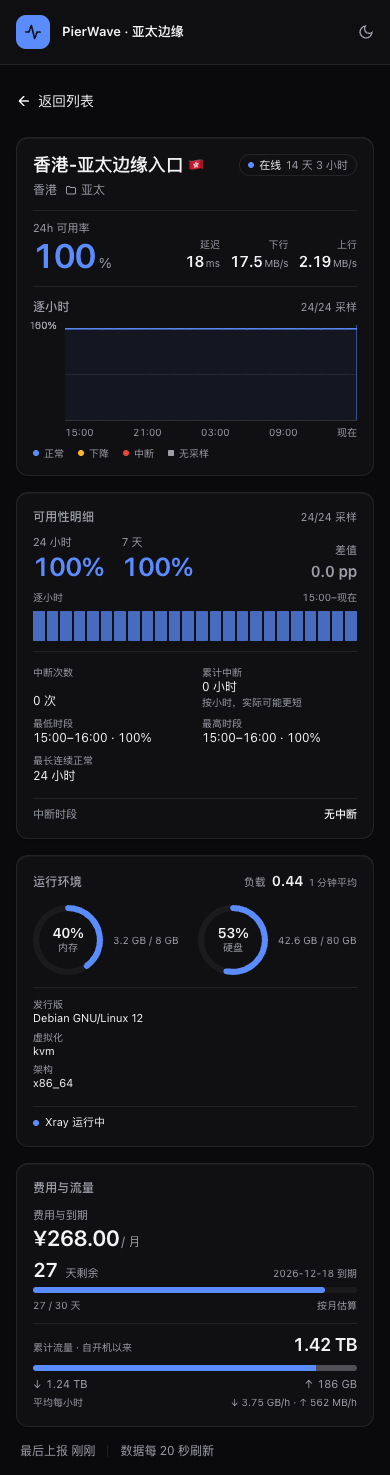 PierWave · 亚太边缘
返回列表
香港-亚太边缘入口 🇭🇰
在线 14 天 3 小时
香港 亚太
24h 可用率
100 %
延迟 下行 上行
18 ms 17.5 MB/s 2.19 MB/s
逐小时 24/24 采样
15:00 21:00 03:00 09:00 现在
正常 下降 中断 无采样
可用性明细 24/24 采样
24 小时 7 天 差值
100% 100% 0.0 pp
逐小时 15:00–现在
中断次数 累计中断
0 次 0 小时
按小时，实际可能更短
最低时段 最高时段
15:00–16:00 · 100% 15:00–16:00 · 100%
最长连续正常
24 小时
中断时段 无中断
运行环境 负载 0.44 1 分钟平均
40% 内存 3.2 GB / 8 GB
53% 硬盘 42.6 GB / 80 GB
发行版
Debian GNU/Linux 12
虚拟化
kvm
架构
x86_64
Xray 运行中
费用与流量
费用与到期
¥268.00 / 月
27 天剩余 2026-12-18 到期
27 / 30 天 按月估算
累计流量 · 自开机以来 1.42 TB
↓ 1.24 TB ↑ 186 GB
平均每小时 ↓ 3.75 GB/h · ↑ 562 MB/h
最后上报 刚刚 数据每 20 秒刷新